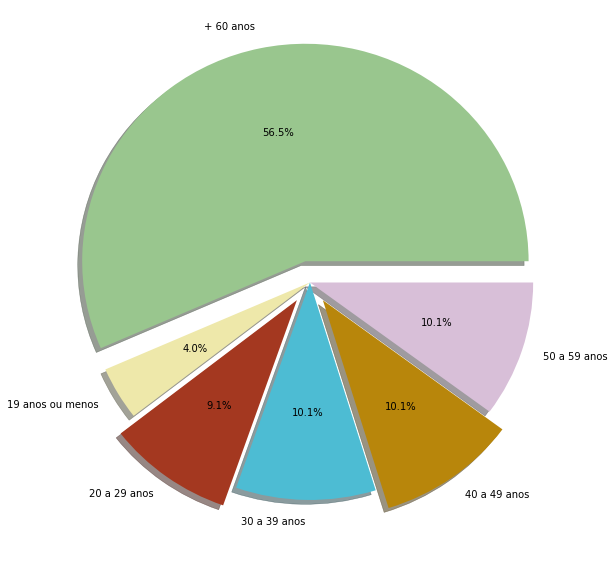 + 60 anos
56.5%
10.1%
50 a 59 anos
4.0%
19 anos ou menos
9.1%
10.1%
10.1%
20 a 29 anos
40 a 49 anos
30 a 39 anos